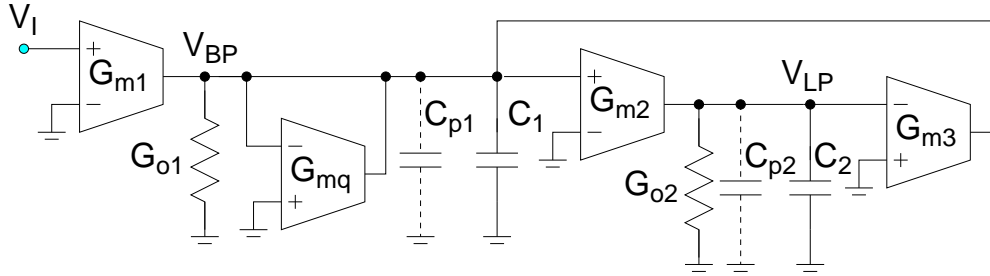 V_I
V_BP
G_m1
G_o1
G_mq
C_p1
C_1
G_m2
G_o2
C_p2
C_2
V_LP
G_m3
+
−
−
+
+
−
−
+